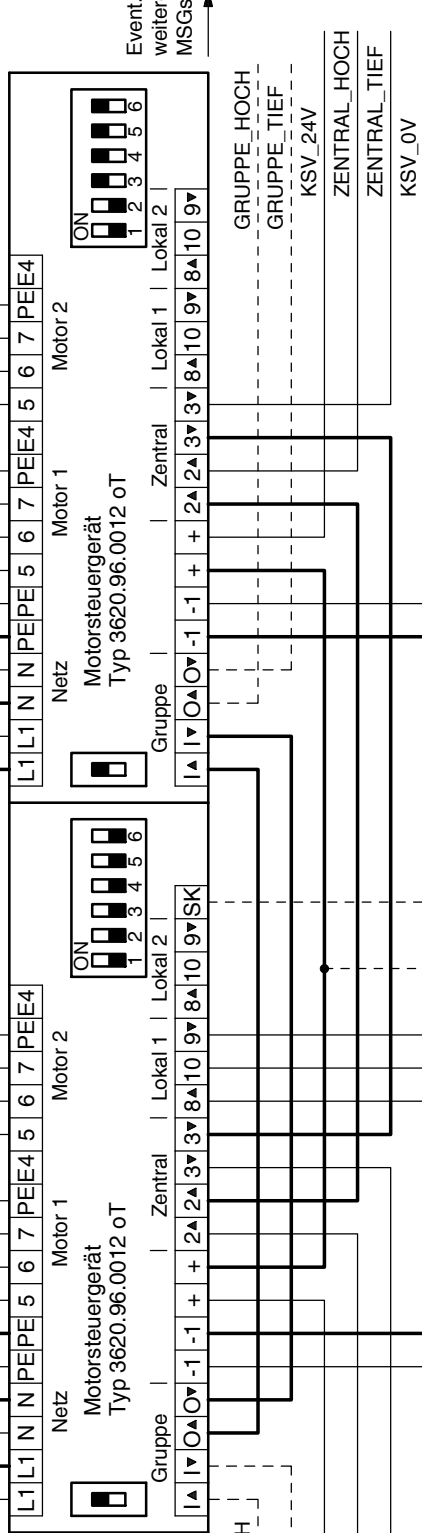 L1 L1 N N PE PE 5 6 7 PE E4 5 6 7 PE E4
Netz Motor 1 Motor 2
Motorsteuergerät
Typ 3620.96.0012 oT
ON
1 2 3 4 5 6
Gruppe Zentral Lokal 1 Lokal 2
I▲ I▼ O▲ O▼ -1 -1 + + 2▲ 2▲ 3▼ 3▼ 8▲ 10 9▼ 8▲ 10 9▼ SK
L1 L1 N N PE PE 5 6 7 PE E4 5 6 7 PE E4
Netz Motor 1 Motor 2
Motorsteuergerät
Typ 3620.96.0012 oT
ON
1 2 3 4 5 6
Gruppe Zentral Lokal 1 Lokal 2
I▲ I▼ O▲ O▼ -1 -1 + + 2▲ 2▲ 3▼ 3▼ 8▲ 10 9▼ 8▲ 10 9▼
Event.
weiter
MSGs
GRUPPE_HOCH
GRUPPE_TIEF
KSV_24V
ZENTRAL_HOCH
ZENTRAL_TIEF
KSV_0V
H